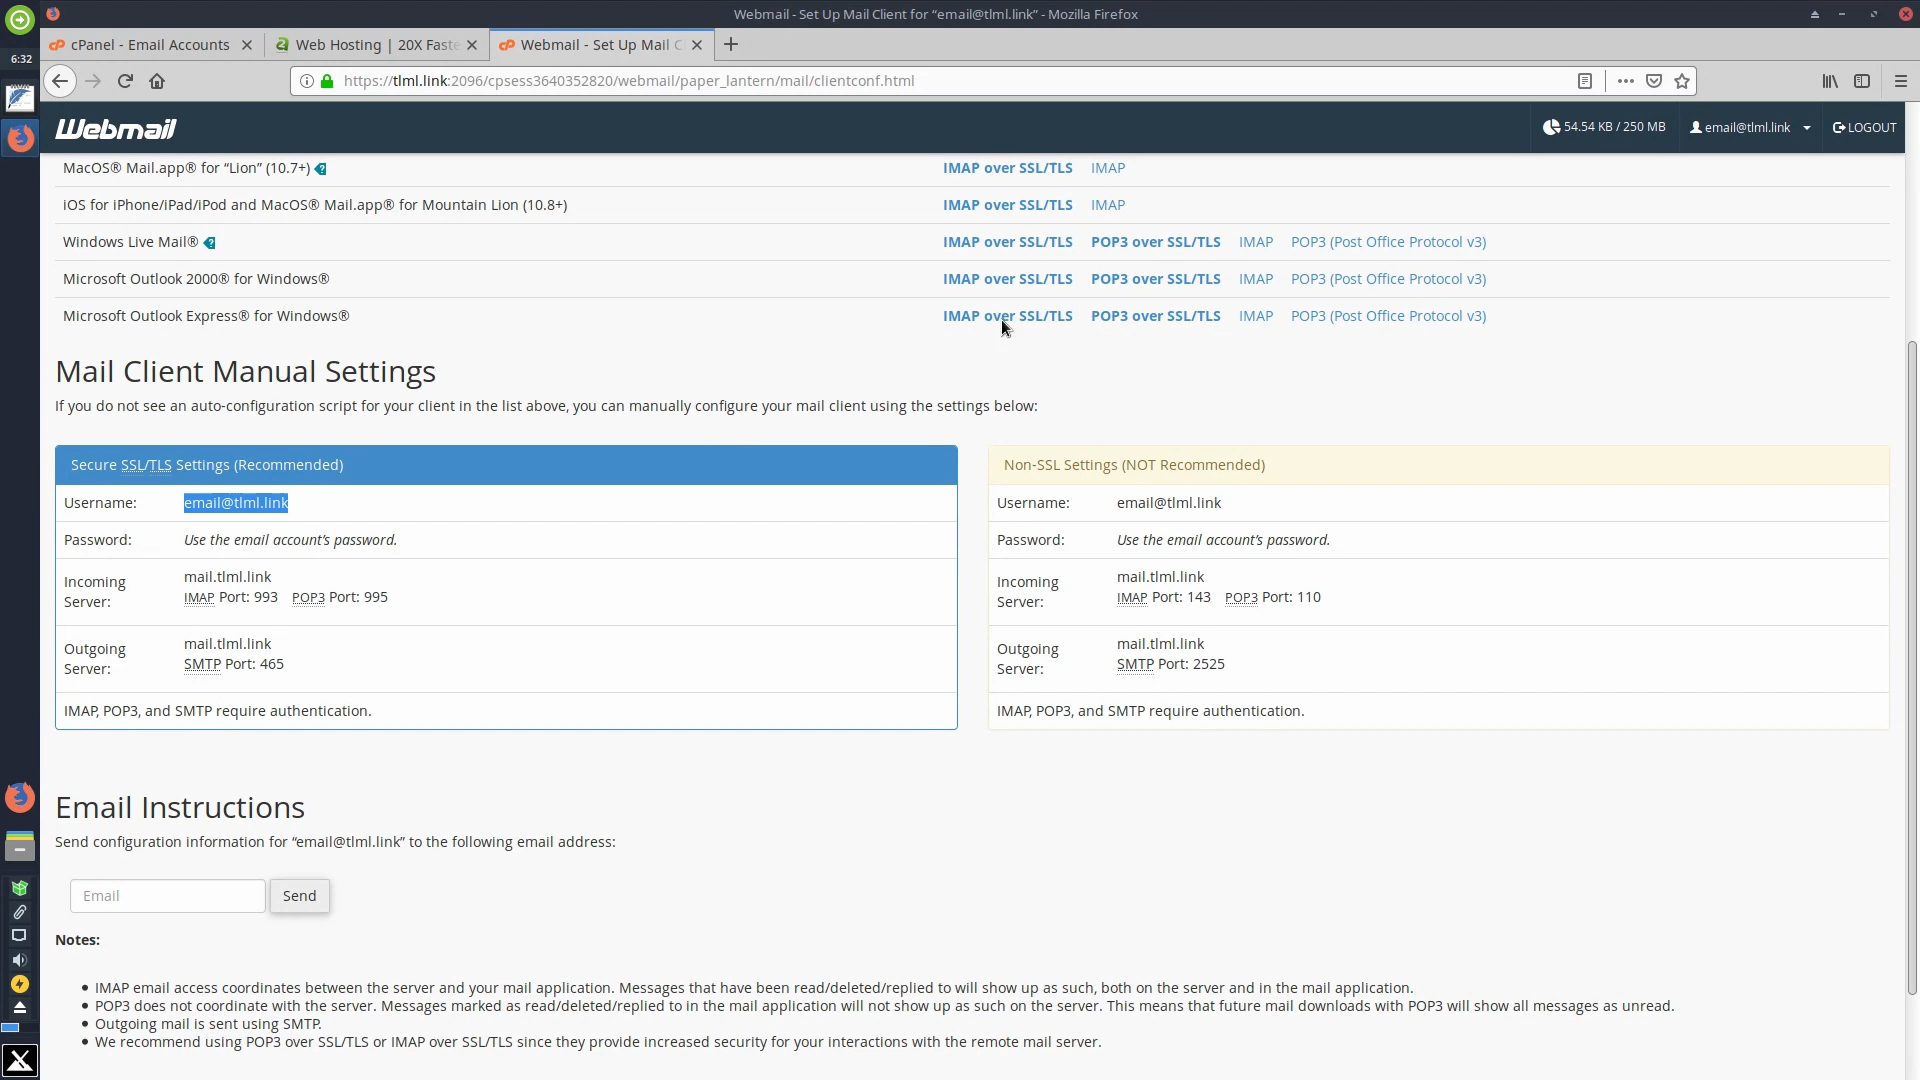 Webmail - Set Up Mail Client for “email@tlml.link” - Mozilla Firefox
6:32
cPanel - Email Accounts
Web Hosting | 20X Faste
Webmail - Set Up Mail C
https://tlml.link:2096/cpsess3640352820/webmail/paper_lantern/mail/clientconf.html
Webmail
54.54 KB / 250 MB
email@tlml.link
LOGOUT
MacOS® Mail.app® for “Lion” (10.7+) IMAP over SSL/TLS IMAP
iOS for iPhone/iPad/iPod and MacOS® Mail.app® for Mountain Lion (10.8+) IMAP over SSL/TLS IMAP
Windows Live Mail® IMAP over SSL/TLS POP3 over SSL/TLS IMAP POP3 (Post Office Protocol v3)
Microsoft Outlook 2000® for Windows® IMAP over SSL/TLS POP3 over SSL/TLS IMAP POP3 (Post Office Protocol v3)
Microsoft Outlook Express® for Windows® IMAP over SSL/TLS POP3 over SSL/TLS IMAP POP3 (Post Office Protocol v3)
Mail Client Manual Settings
If you do not see an auto-configuration script for your client in the list above, you can manually configure your mail client using the settings below:
Secure SSL/TLS Settings (Recommended)
Username: email@tlml.link
Password: Use the email account’s password.
Incoming Server:
mail.tlml.link
IMAP Port: 993 POP3 Port: 995
Outgoing Server:
mail.tlml.link
SMTP Port: 465
IMAP, POP3, and SMTP require authentication.
Non-SSL Settings (NOT Recommended)
Username: email@tlml.link
Password: Use the email account’s password.
Incoming Server:
mail.tlml.link
IMAP Port: 143 POP3 Port: 110
Outgoing Server:
mail.tlml.link
SMTP Port: 2525
IMAP, POP3, and SMTP require authentication.
Email Instructions
Send configuration information for “email@tlml.link” to the following email address:
Email
Send
Notes:
IMAP email access coordinates between the server and your mail application. Messages that have been read/deleted/replied to will show up as such, both on the server and in the mail application.
POP3 does not coordinate with the server. Messages marked as read/deleted/replied to in the mail application will not show up as such on the server. This means that future mail downloads with POP3 will show all messages as unread.
Outgoing mail is sent using SMTP.
We recommend using POP3 over SSL/TLS or IMAP over SSL/TLS since they provide increased security for your interactions with the remote mail server.